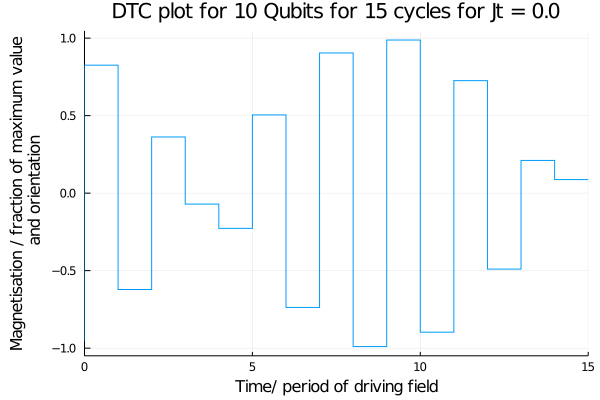 DTC plot for 10 Qubits for 15 cycles for Jt = 0.0
Magnetisation / fraction of maximum value
and orientation
1.0
0.5
0.0
−0.5
−1.0
0
5
10
15
Time/ period of driving field